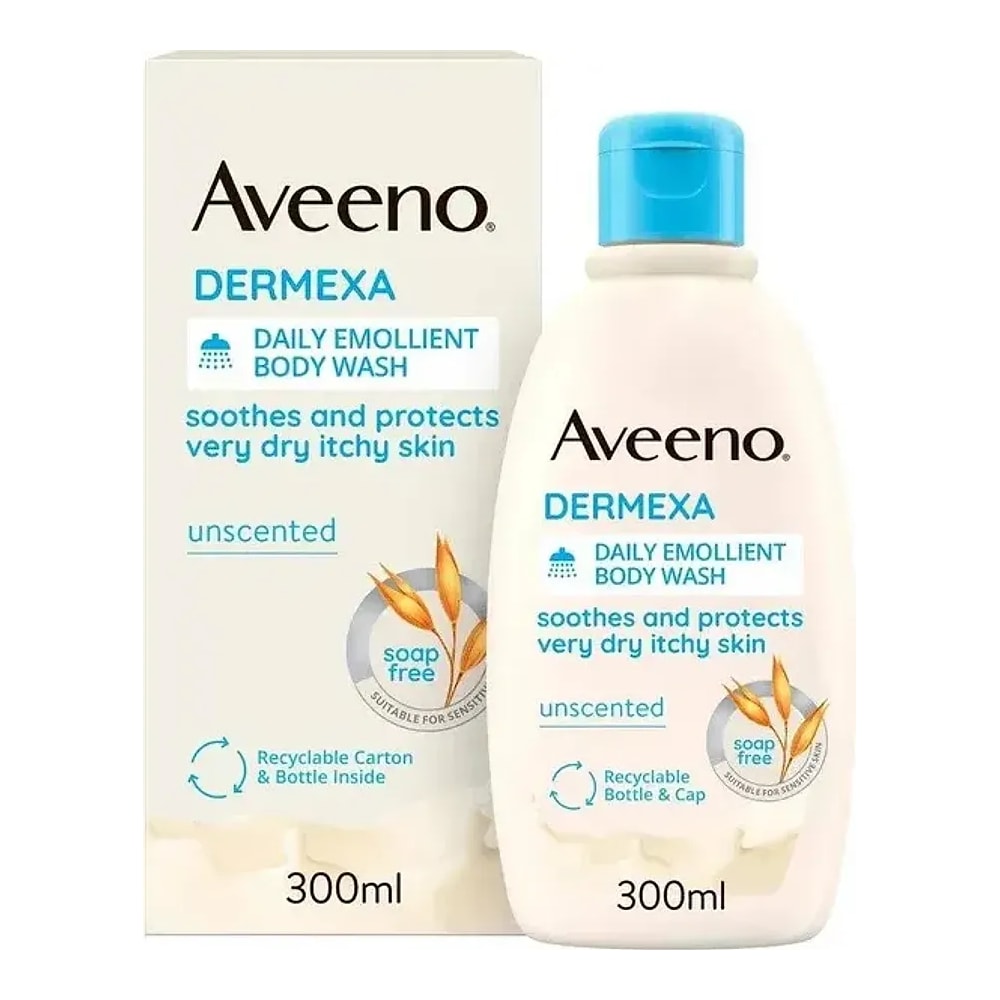 Aveeno®
DERMEXA
DAILY EMOLLIENT
BODY WASH
soothes and protects
very dry itchy skin
unscented
soap
free
SUITABLE FOR
Recyclable Carton
& Bottle Inside
300ml
Aveeno®
DERMEXA
DAILY EMOLLIENT
BODY WASH
soothes and protects
very dry itchy skin
unscented
soap
free
SUITABLE FOR SENSITIVE SKIN
Recyclable
Bottle & Cap
300ml